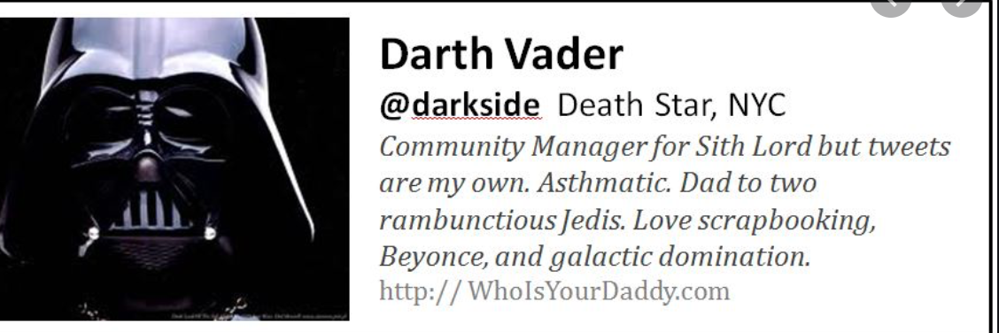 Darth Vader
@darkside Death Star, NYC
Community Manager for Sith Lord but tweets
are my own. Asthmatic. Dad to two
rambunctious Jedis. Love scrapbooking,
Beyonce, and galactic domination.
http:// WhoIsYourDaddy.com